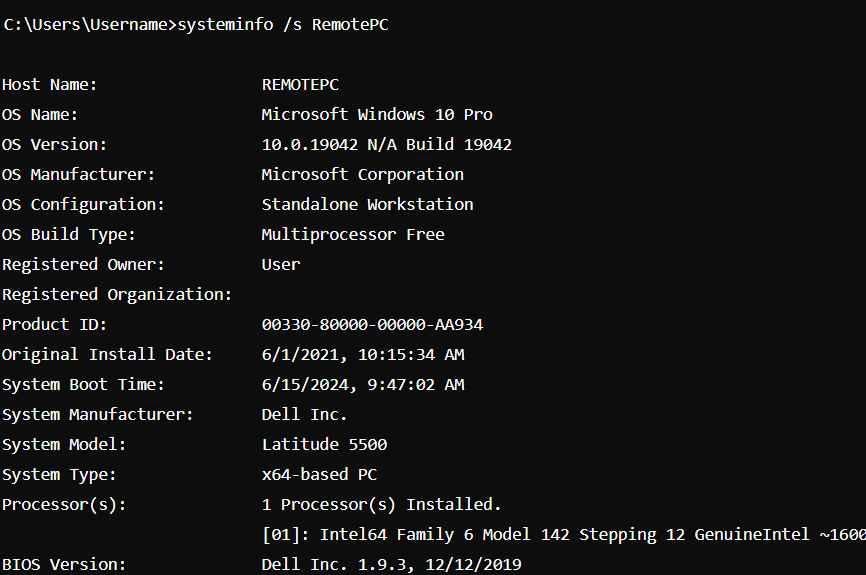 C:\Users\Username>systeminfo /s RemotePC
Host Name: REMOTEPC
OS Name: Microsoft Windows 10 Pro
OS Version: 10.0.19042 N/A Build 19042
OS Manufacturer: Microsoft Corporation
OS Configuration: Standalone Workstation
OS Build Type: Multiprocessor Free
Registered Owner: User
Registered Organization:
Product ID: 00330-80000-00000-AA934
Original Install Date: 6/1/2021, 10:15:34 AM
System Boot Time: 6/15/2024, 9:47:02 AM
System Manufacturer: Dell Inc.
System Model: Latitude 5500
System Type: x64-based PC
Processor(s): 1 Processor(s) Installed.
[01]: Intel64 Family 6 Model 142 Stepping 12 GenuineIntel ~1600
BIOS Version: Dell Inc. 1.9.3, 12/12/2019